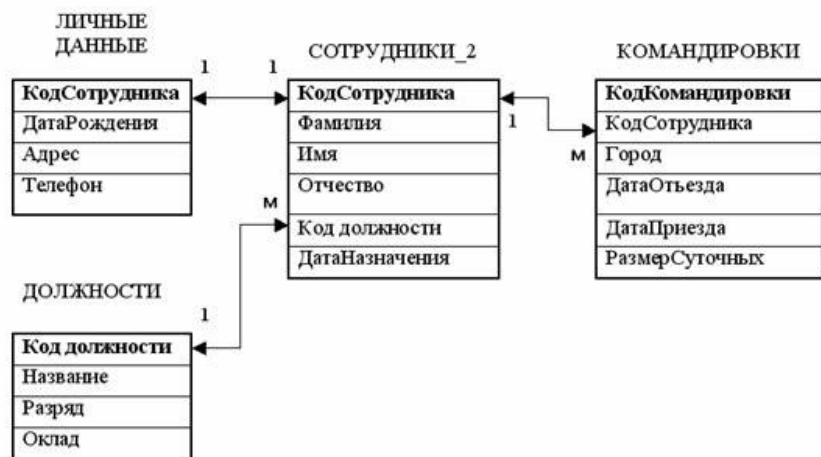 ЛИЧНЫЕ
ДАННЫЕ
1
КодСотрудника
ДатаРождения
Адрес
Телефон
СОТРУДНИКИ_2
1
КодСотрудника
Фамилия
Имя
Отчество
Код должности
ДатаНазначения
1
м
КОМАНДИРОВКИ
КодКомандировки
КодСотрудника
Город
ДатаОтьезда
ДатаПриезда
РазмерСуточных
м
ДОЛЖНОСТИ
1
Код должности
Название
Разряд
Оклад